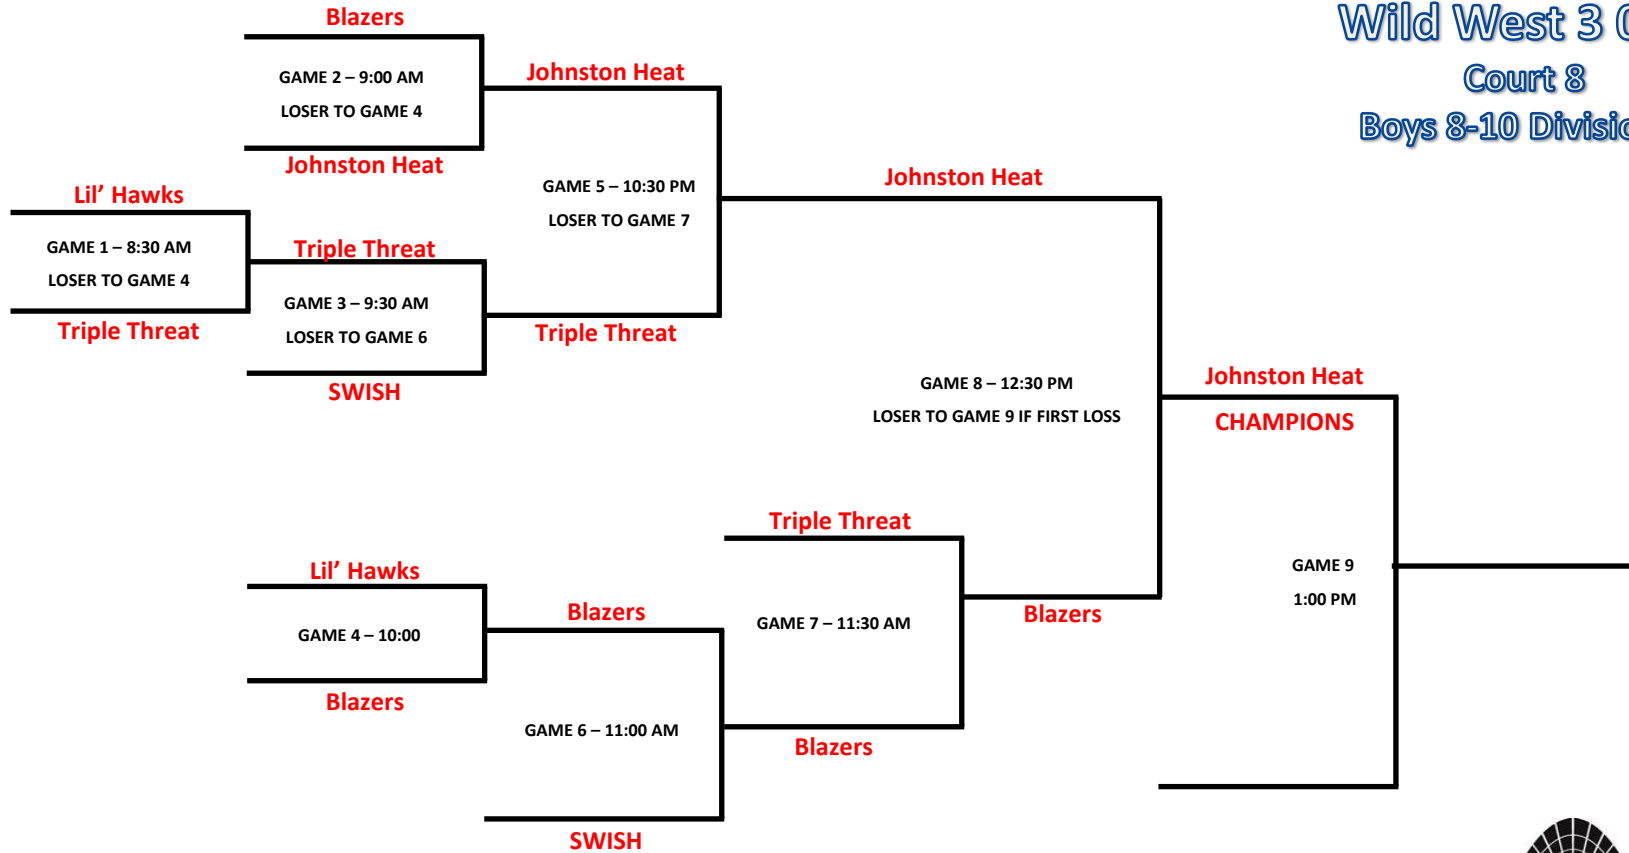 Blazers
Wild West 3
GAME 2 – 9:00 AM
LOSER TO GAME 4
Johnston Heat
Court 8
Boys 8-10
Johnston Heat
Lil’ Hawks
GAME 5 – 10:30 PM
LOSER TO GAME 7
Johnston Heat
GAME 1 – 8:30 AM
LOSER TO GAME 4
Triple Threat
GAME 3 – 9:30 AM
LOSER TO GAME 6
Triple Threat
Triple Threat
SWISH
GAME 8 – 12:30 PM
LOSER TO GAME 9 IF FIRST LOSS
Johnston Heat
CHAMPIONS
Triple Threat
Lil’ Hawks
GAME 4 – 10:00
Blazers
Blazers
GAME 7 – 11:30 AM
Blazers
GAME 9
1:00 PM
GAME 6 – 11:00 AM
Blazers
SWISH